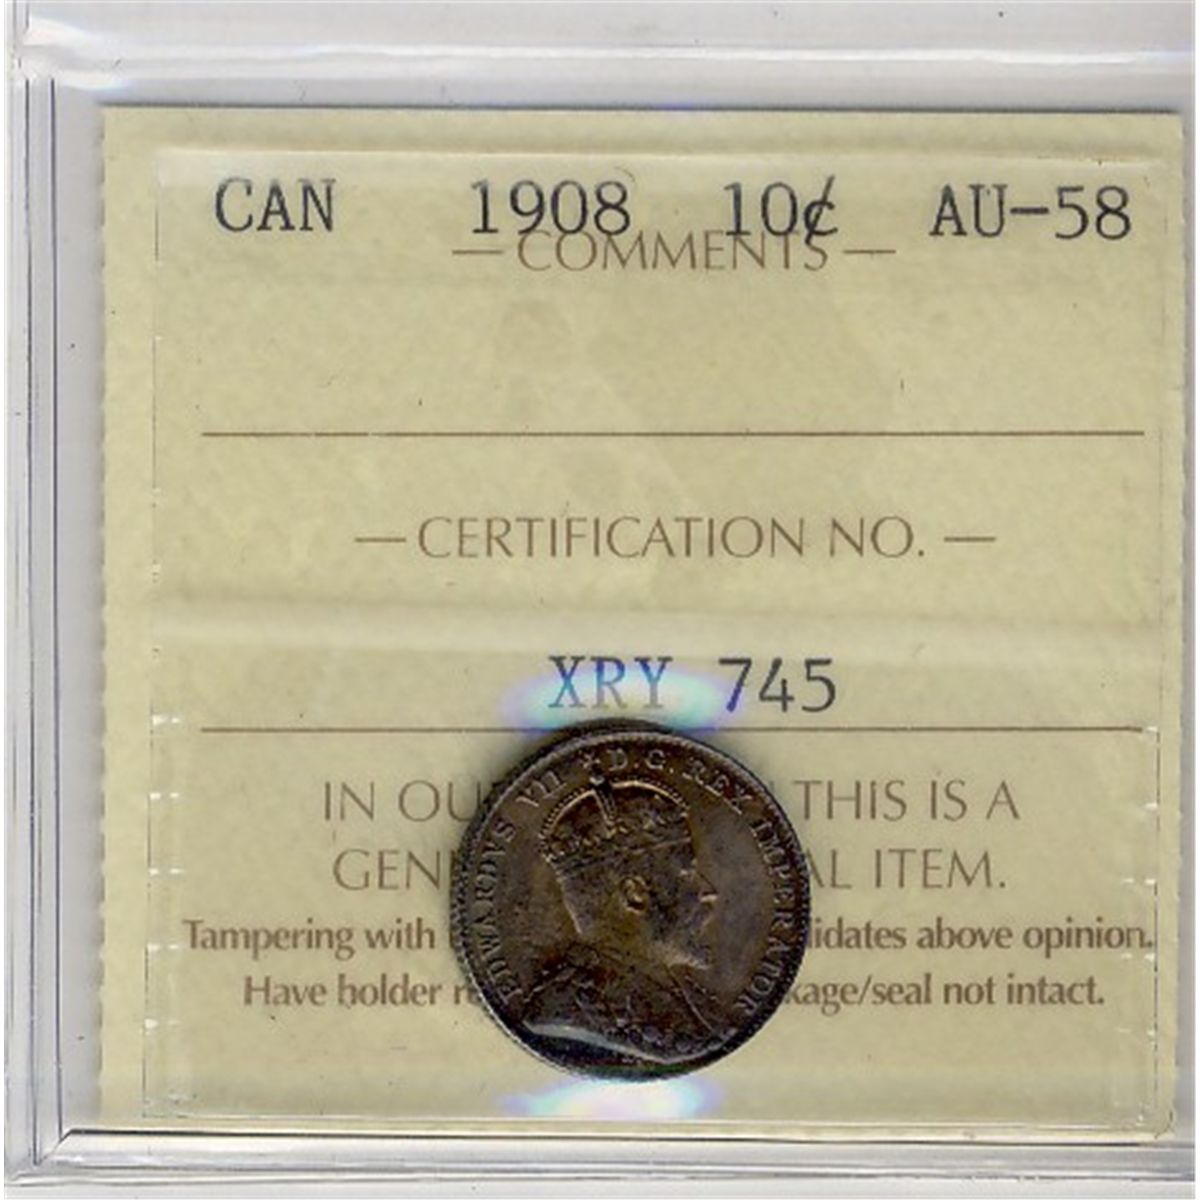 CAN 1908 10¢ AU-58
— COMMENTS —
— CERTIFICATION NO. —
XRY 745
IN OU THIS IS A
GEN AL ITEM.
Tampering with lidates above opinion.
Have holder r kage/seal not intact.
EDWARDVS VII D.G. REX IMPERATOR